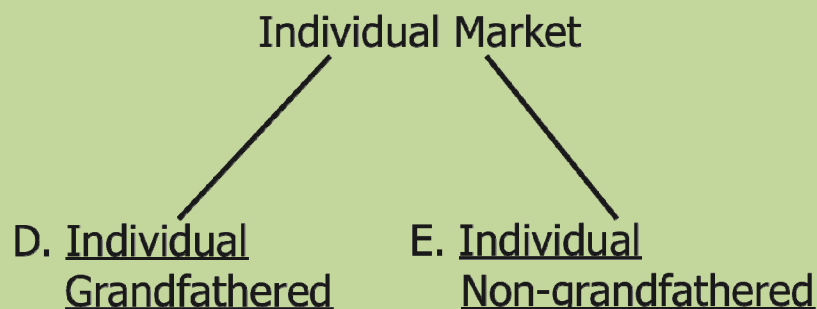 Individual Market
D. Individual
Grandfathered
E. Individual
Non-grandfathered